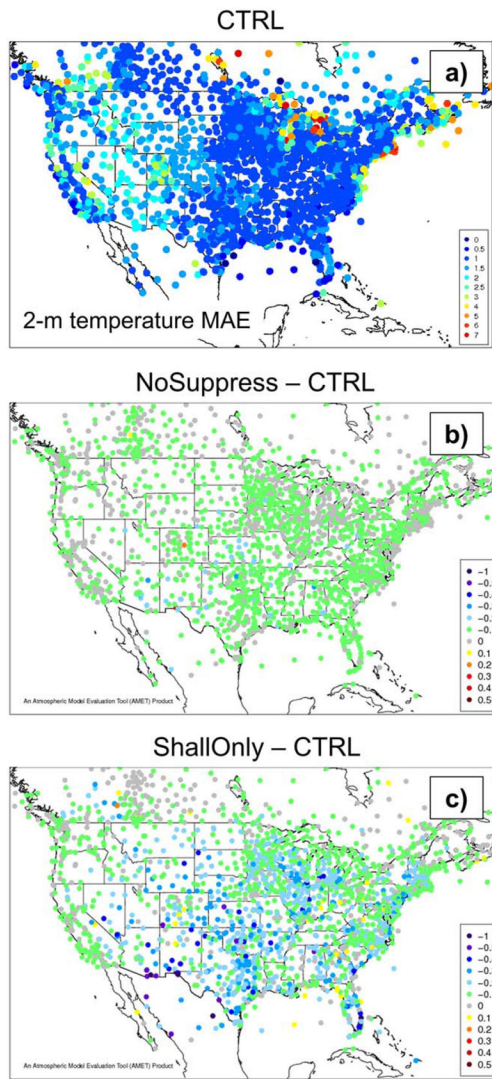 CTRL
a)
0
0.5
1
1.5
2
2.5
3
4
5
6
7
2-m temperature MAE
NoSuppress – CTRL
b)
-1
0
0.1
0.2
0.3
0.4
0.5
An Atmospheric Model Evaluation Tool (AMET) Product
ShallOnly – CTRL
c)
-1
0
0.1
0.2
0.3
0.4
0.5
An Atmospheric Model Evaluation Tool (AMET) Product